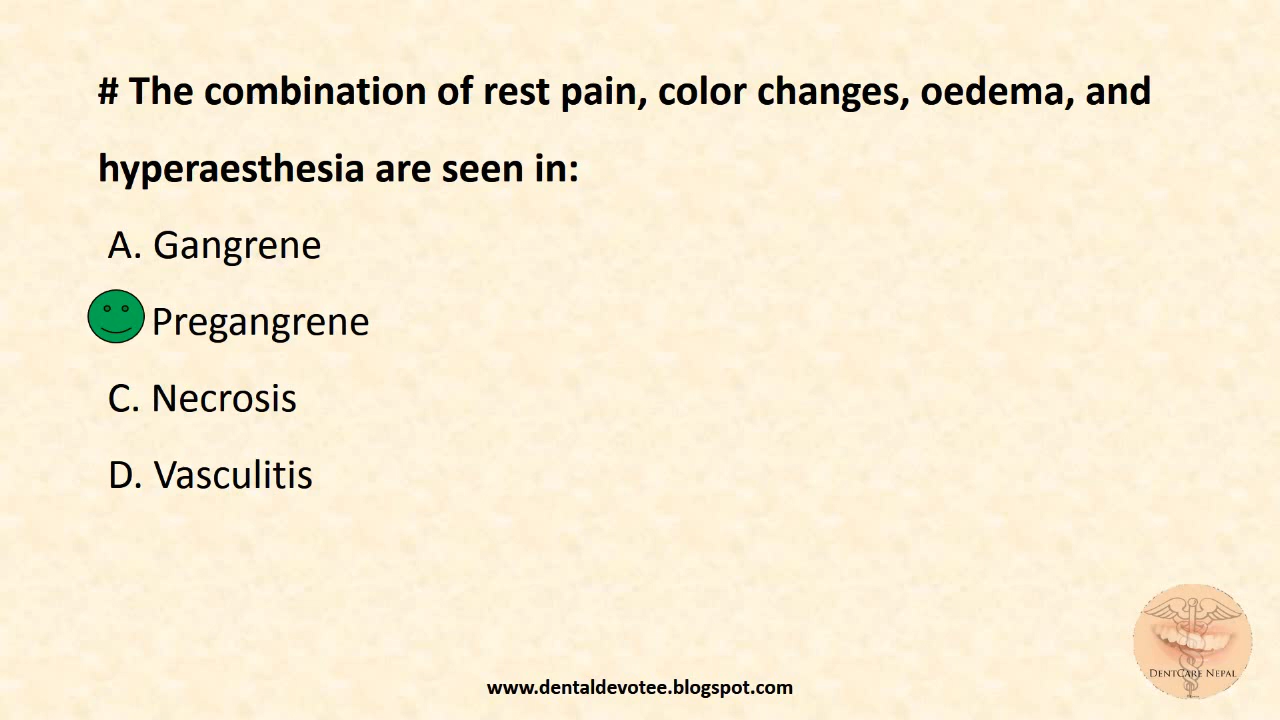 # The combination of rest pain, color changes, oedema, and
hyperaesthesia are seen in:
A. Gangrene
Pregangrene
C. Necrosis
D. Vasculitis
DentCare Nepal
www.dentaldevotee.blogspot.com